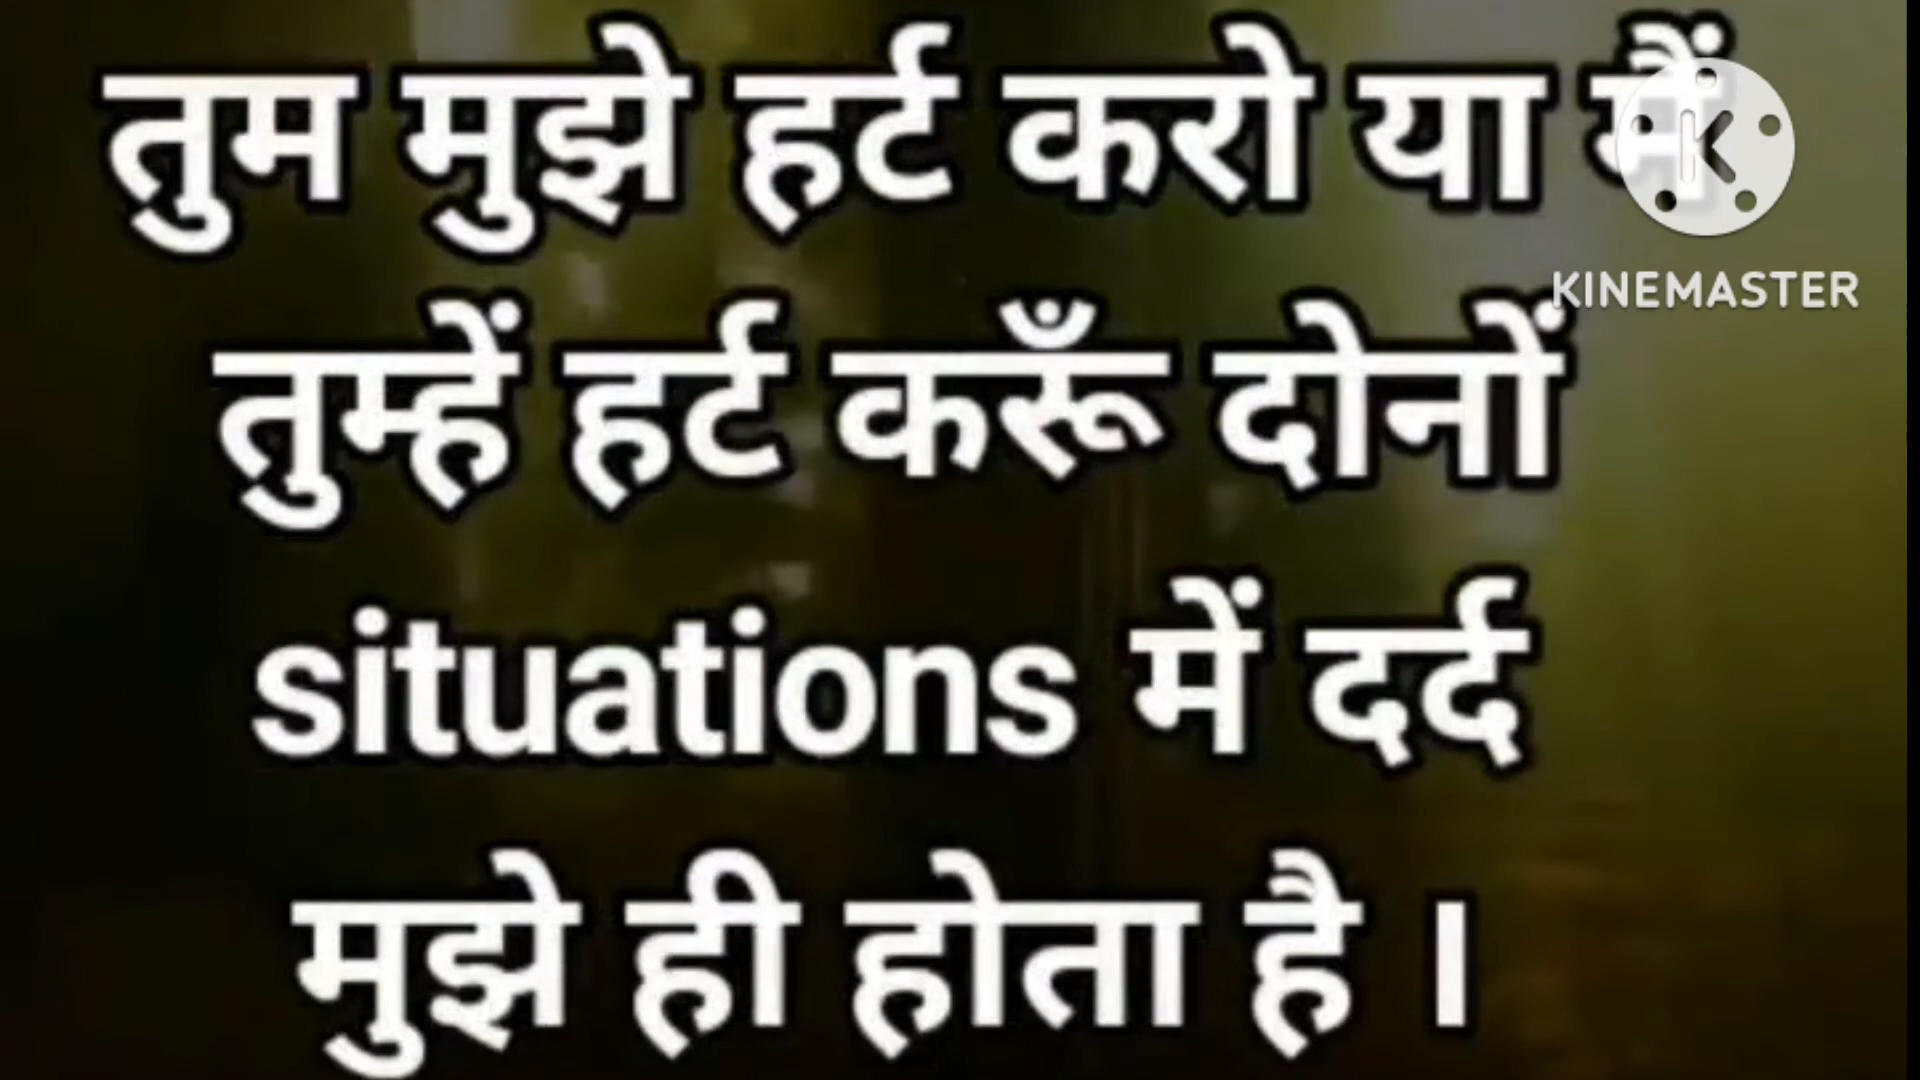 तुम मुझे हर्ट करो या मैं
KINEMASTER
तुम्हें हर्ट करूँ दोनों
situations में दर्द
मुझे ही होता है ।